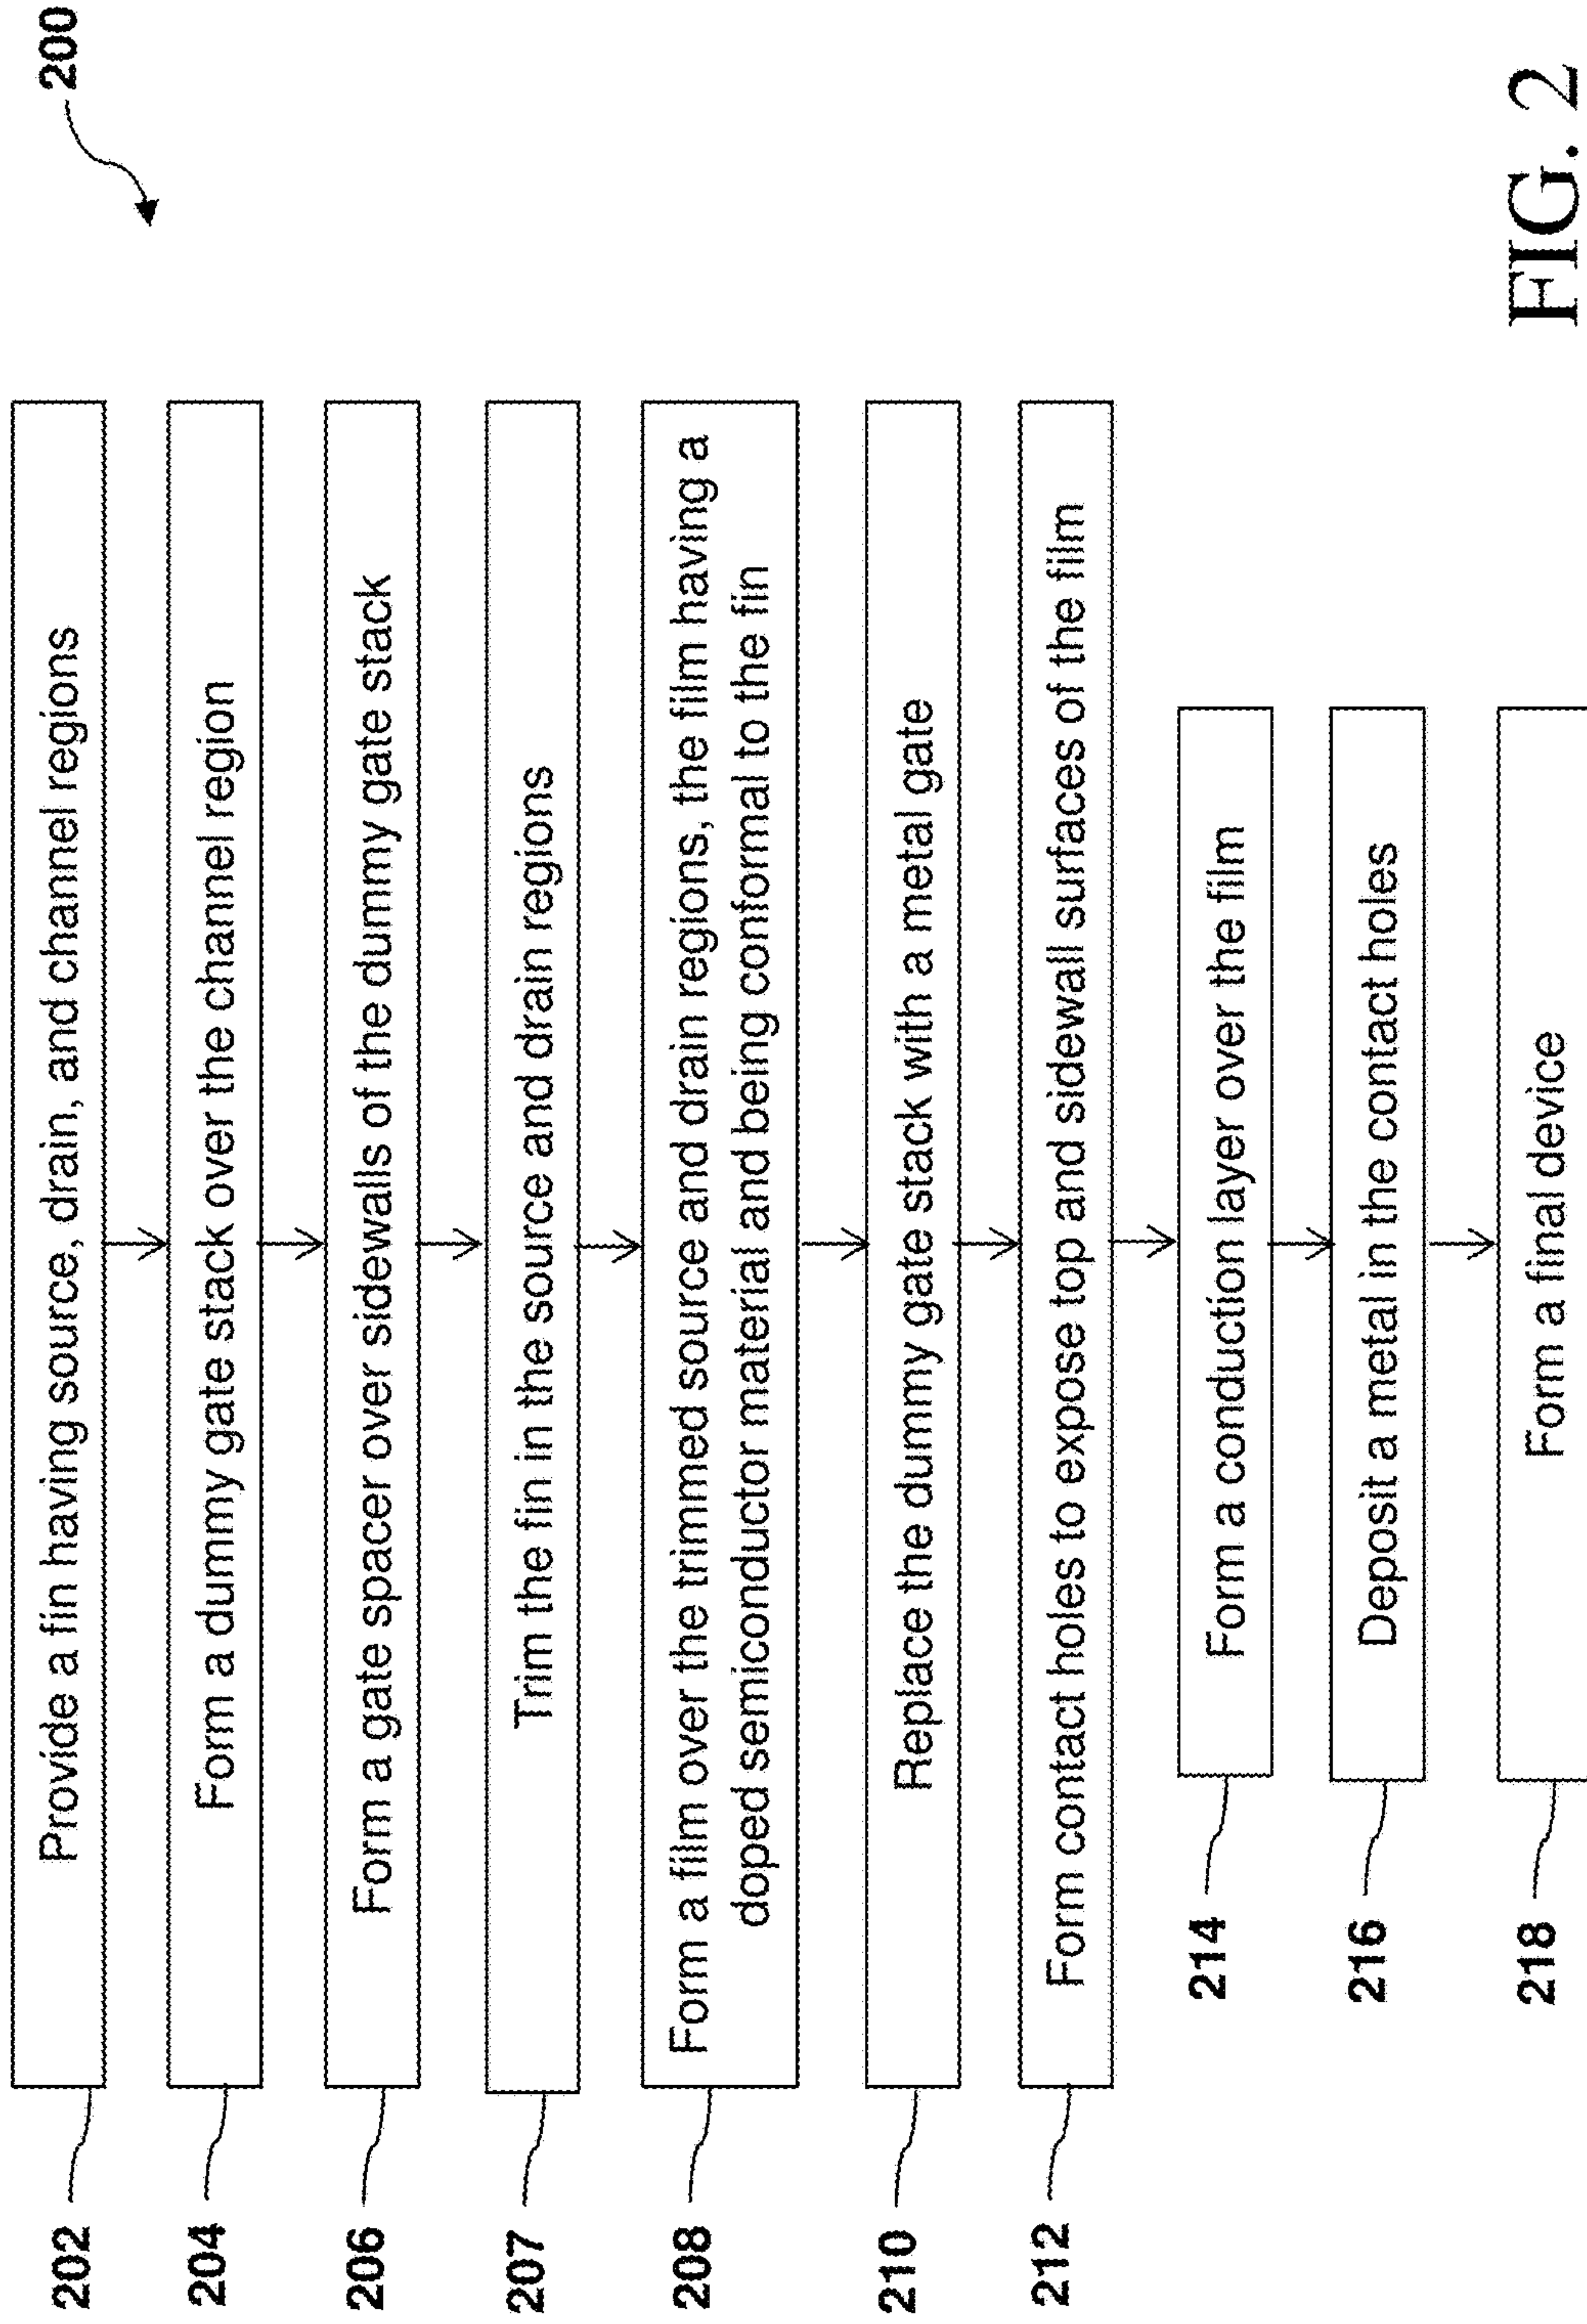 200
202
Provide a fin having source, drain, and channel regions
204
Form a dummy gate stack over the channel region
206
Form a gate spacer over sidewalls of the dummy gate stack
207
Trim the fin in the source and drain regions
208
Form a film over the trimmed source and drain regions, the film having a
doped semiconductor material and being conformal to the fin
210
Replace the dummy gate stack with a metal gate
212
Form contact holes to expose top and sidewall surfaces of the film
214
Form a conduction layer over the film
216
Deposit a metal in the contact holes
218
Form a final device
FIG. 2